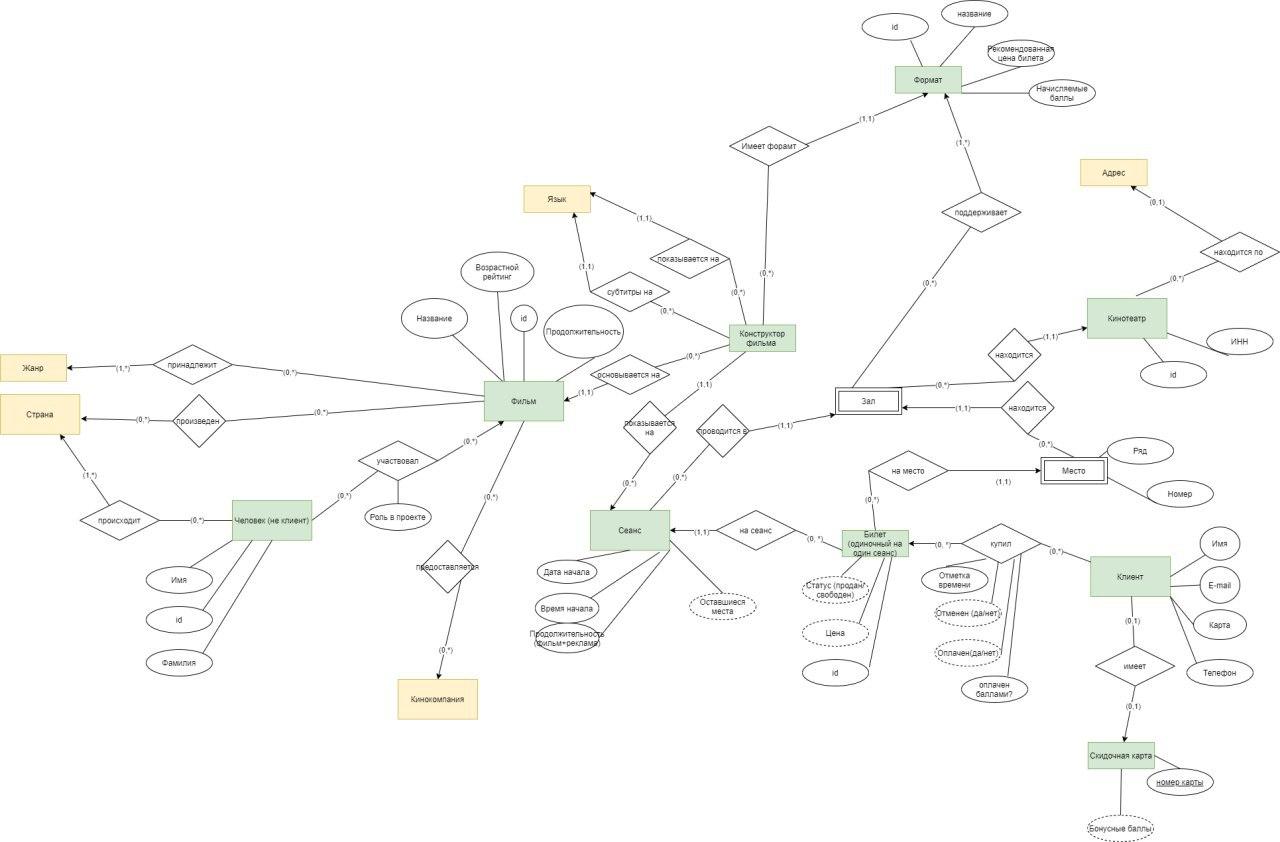 id
название
Рекомендованная
цена билета
Формат
Начисляемые
баллы
(1,1)
Имеет форамт
(1,*)
Адрес
Язык
(0,1)
(1,1)
поддерживает
находится по
показывается на
Возрастной
рейтинг
(1,1)
(0,*)
(0,*)
(0,*)
субтитры на
(0,*)
(0,*)
Название
id
Продолжительность
Конструктор
фильма
Кинотеатр
(1,1)
ИНН
находится
Жанр
(1,*)
принадлежит
(0,*)
основывается на
(0,*)
(1,1)
(0,*)
id
(1,1)
Фильм
Зал
Страна
(0,*)
произведен
(0,*)
показывается
на
проводится в
(1,1)
(1,1)
находится
(0,*)
(0,*)
Ряд
участвовал
(1,*)
(0,*)
(0,*)
(0,*)
(0,*)
на место
(1,1)
Место
Номер
(0,*)
Роль в проекте
происходит
(0,*)
Человек (не клиент)
Сеанс
(1,1)
на сеанс
(0, *)
Билет
(одиночный на
один сеанс)
(0, *)
купил
(0,*)
Имя
предоставляется
Дата начала
Имя
Статус (продан/
свободен)
Отметка
времени
Клиент
E-mail
Время начала
Оставшиеся
места
Отменен (да/нет)
id
Продолжительность
(фильм+реклама)
Цена
(0,1)
Карта
(0,*)
Фамилия
id
Оплачен(да/нет)
имеет
Телефон
Кинокомпания
оплачен
баллами?
(0,1)
Скидочная карта
номер карты
Бонусные баллы